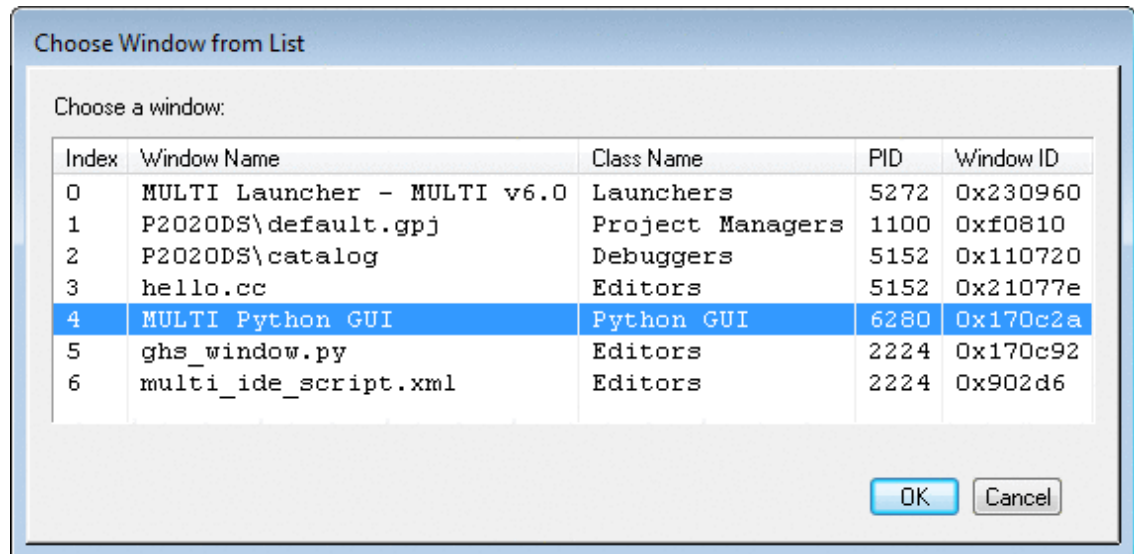 Choose Window from List
Choose a window:
Index Window Name Class Name PID Window ID
0 MULTI Launcher - MULTI v6.0 Launchers 5272 0x230960
1 P2020DS\default.gpj Project Managers 1100 0xf0810
2 P2020DS\catalog Debuggers 5152 0x110720
3 hello.cc Editors 5152 0x21077e
4 MULTI Python GUI Python GUI 6280 0x170c2a
5 ghs_window.py Editors 2224 0x170c92
6 multi_ide_script.xml Editors 2224 0x902d6
OK Cancel